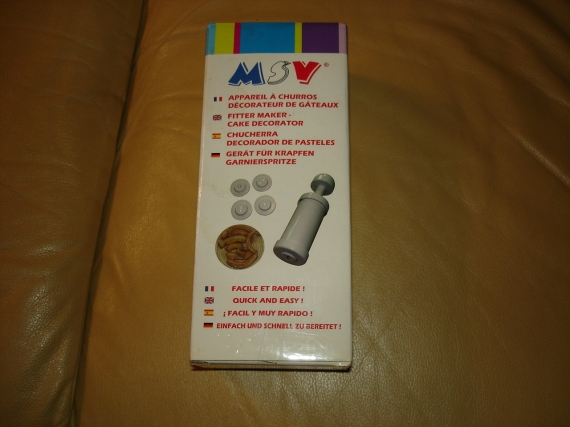 MSV®
APPAREIL À CHURROS
DÉCORATEUR DE GÂTEAUX
FITTER MAKER -
CAKE DECORATOR
CHUCHERRA
DECORADOR DE PASTELES
GERÄT FÜR KRAPFEN
GARNIERSPRITZE
FACILE ET RAPIDE !
QUICK AND EASY !
¡ FACIL Y MUY RAPIDO !
EINFACH UND SCHNELL ZU BEREITET !